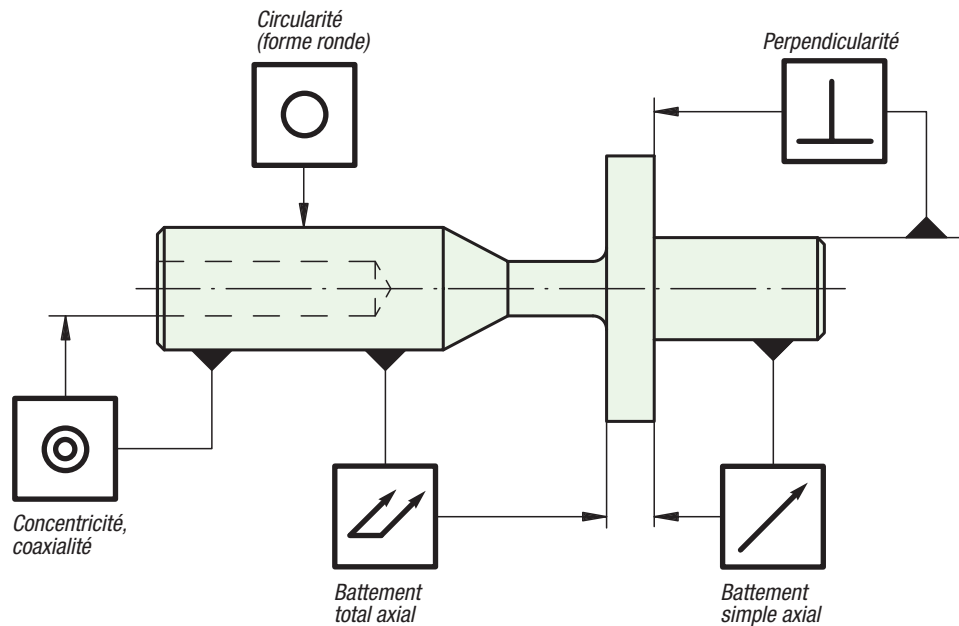 Circularité
(forme ronde)
Perpendicularité
Concentricité,
coaxialité
Battement
total axial
Battement
simple axial